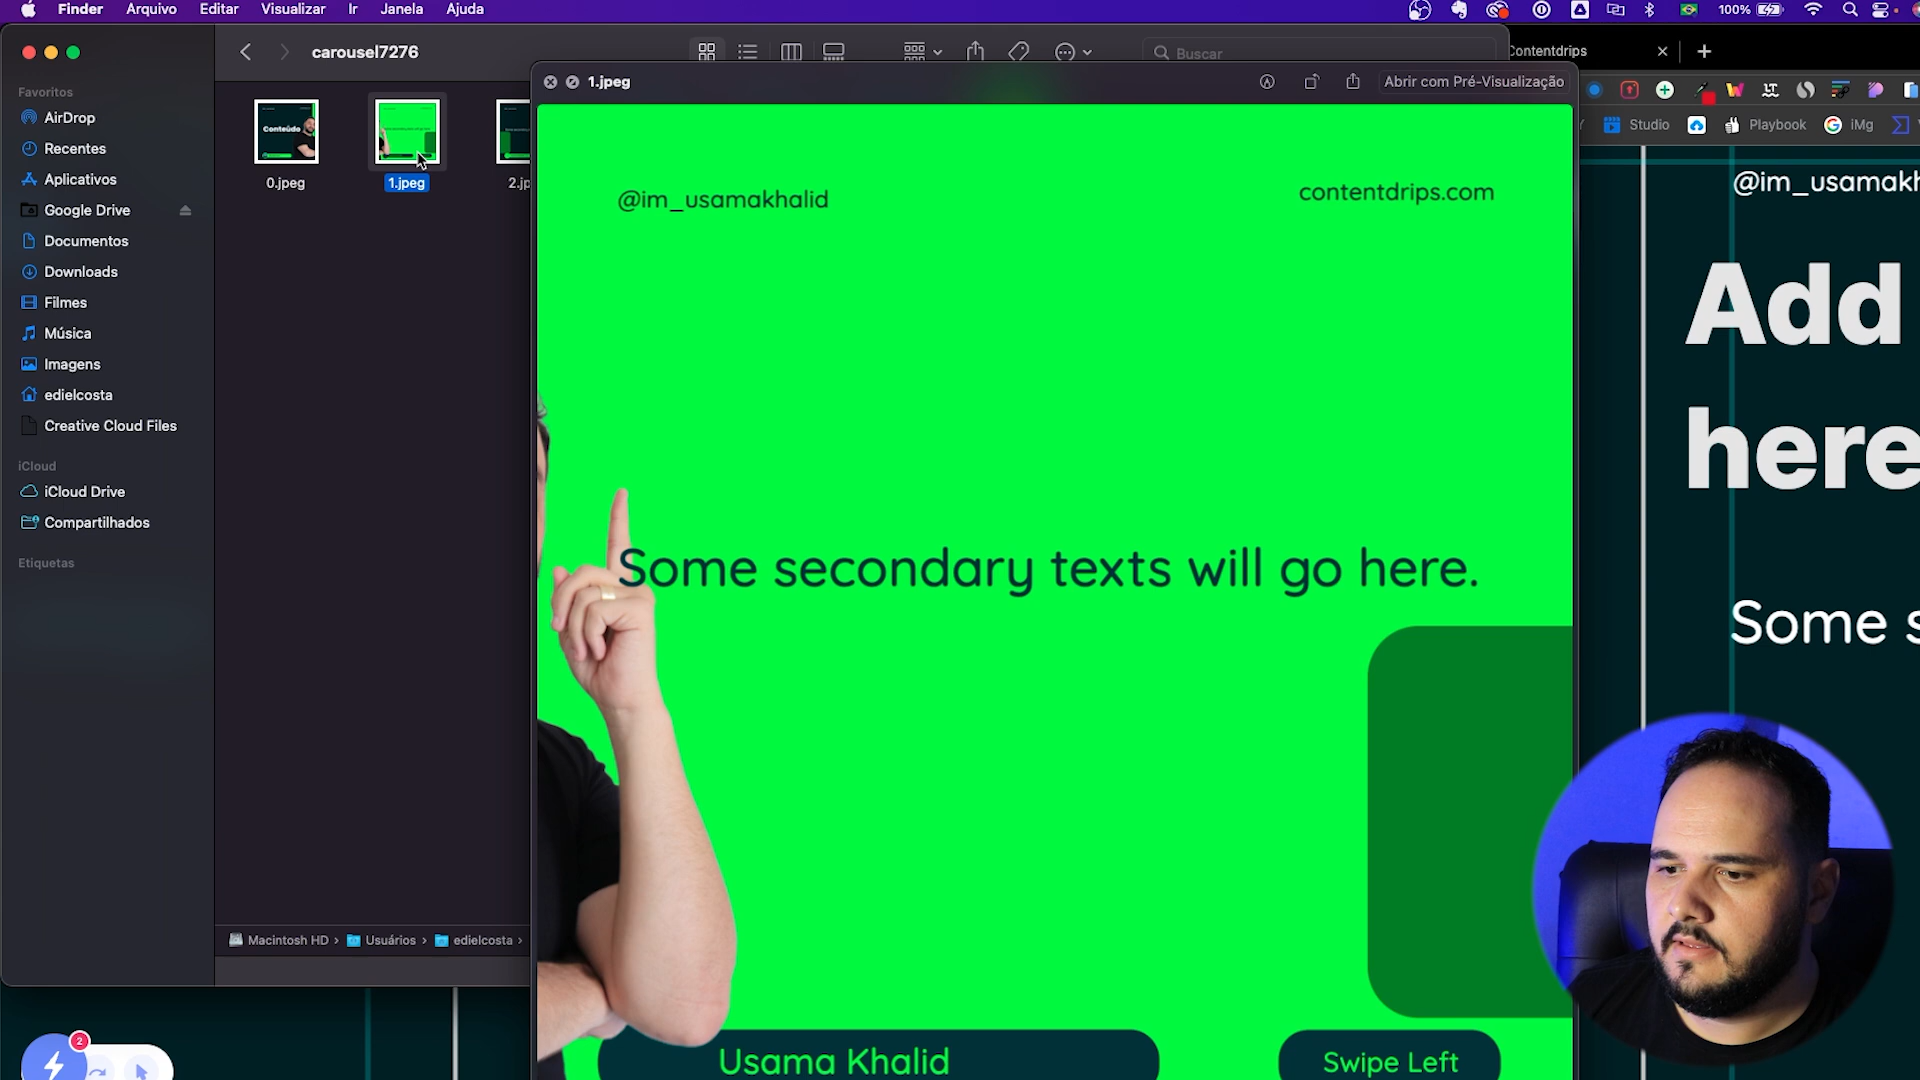 Finder Arquivo Editar Visualizar Ir Janela Ajuda 100%
carousel7276 Buscar Contentdrips
1.jpeg Abrir com Pré-Visualização
Favoritos
AirDrop
Recentes
Aplicativos
Google Drive
Documentos
Downloads
Filmes
Música
Imagens
edielcosta
Creative Cloud Files
iCloud
iCloud Drive
Compartilhados
Etiquetas
Conteúdo
0.jpeg 1.jpeg 2.jp
Macintosh HD › Usuários › edielcosta ›
@im_usamakhalid contentdrips.com
Some secondary texts will go here.
Usama Khalid Swipe Left
Studio Playbook iMg
@im_usamakh
Add
here
Some s
2